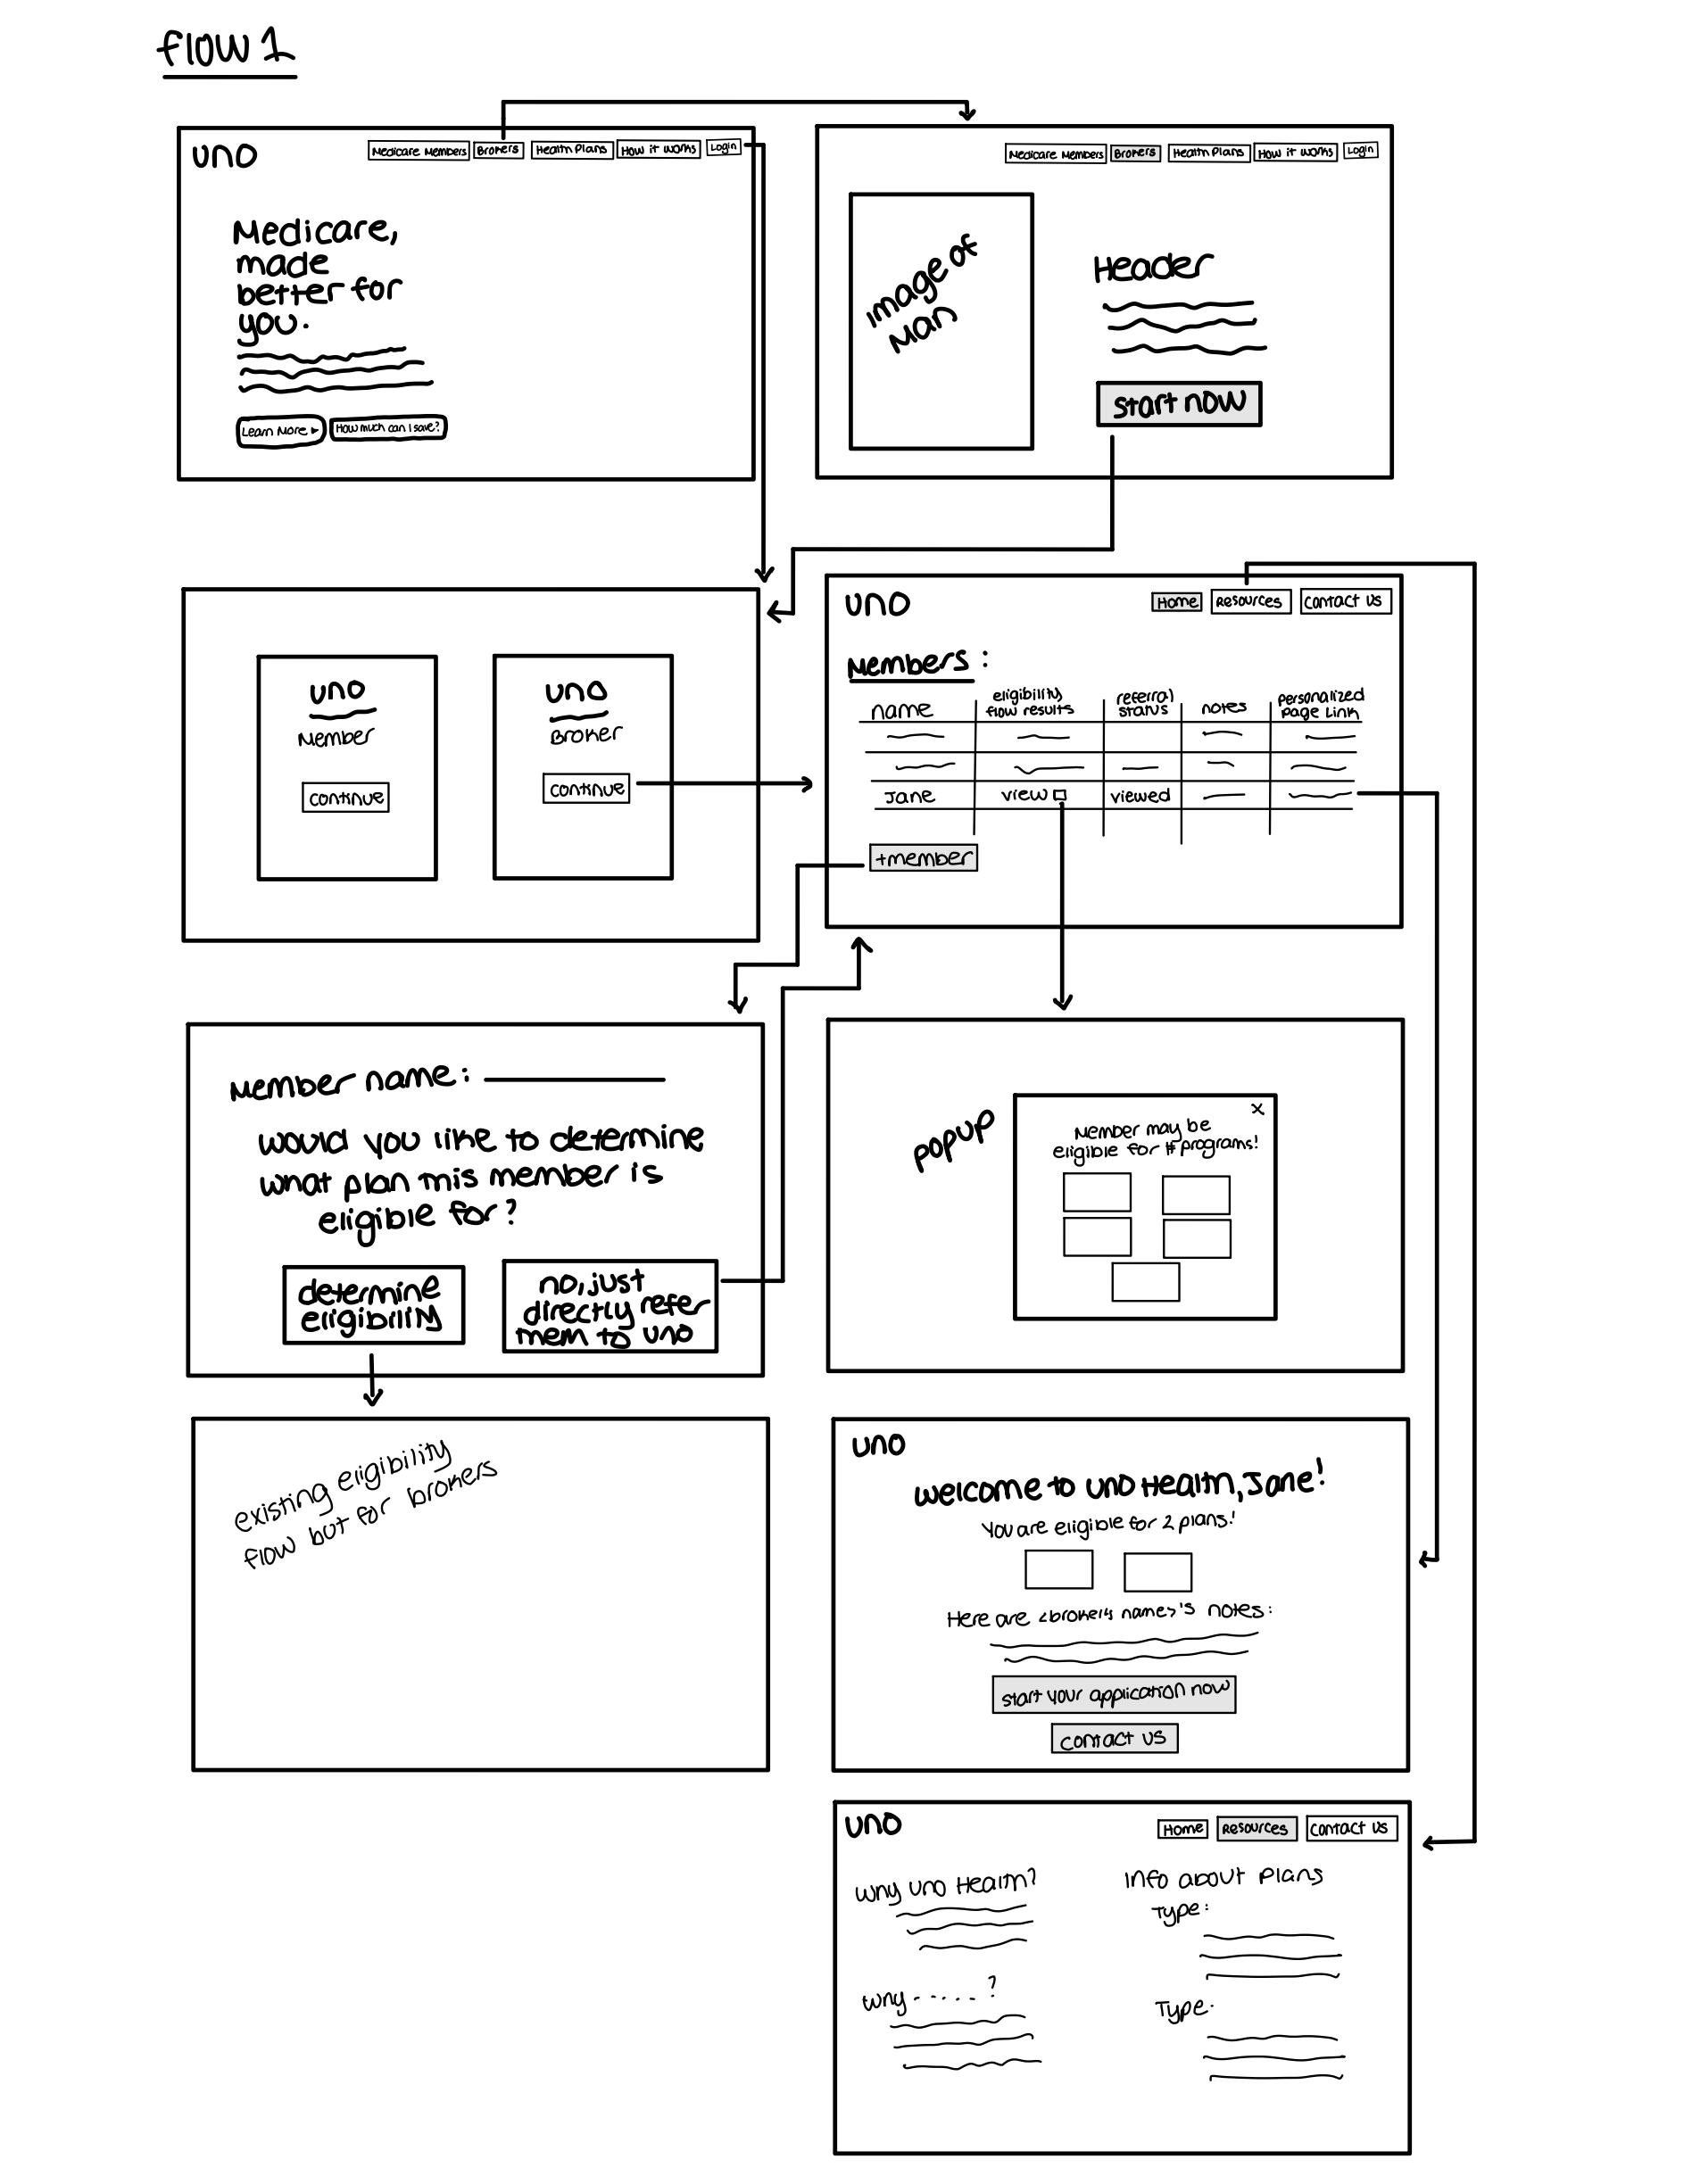 flow 1
uno
Medicare Members
Brokers
Health Plans
How it works
Login
Medicare,
made
better for
you.
Learn More ▸
How much can I save?
Medicare Members
Brokers
Health Plans
How it works
Login
image of
man
Header
start now
uno
member
continue
uno
Broker
continue
uno
Home
Resources
Contact us
Members:
name
eligibility
flow results
referral
status
notes
personalized
page link
Jane
view
viewed
+member
Member name:
would you like to determine
what plan this member is
eligible for?
determine
eligibility
no, just
directly refer
them to uno
popup
x
Member may be
eligible for # programs!
existing eligibility
flow but for brokers
uno
Welcome to Uno Health, Jane!
You are eligible for 2 plans!
Here are <broker's name>'s notes:
start your application now
contact us
uno
Home
Resources
Contact us
Why Uno Health?
Info about plans
Type:
Why ......?
Type: